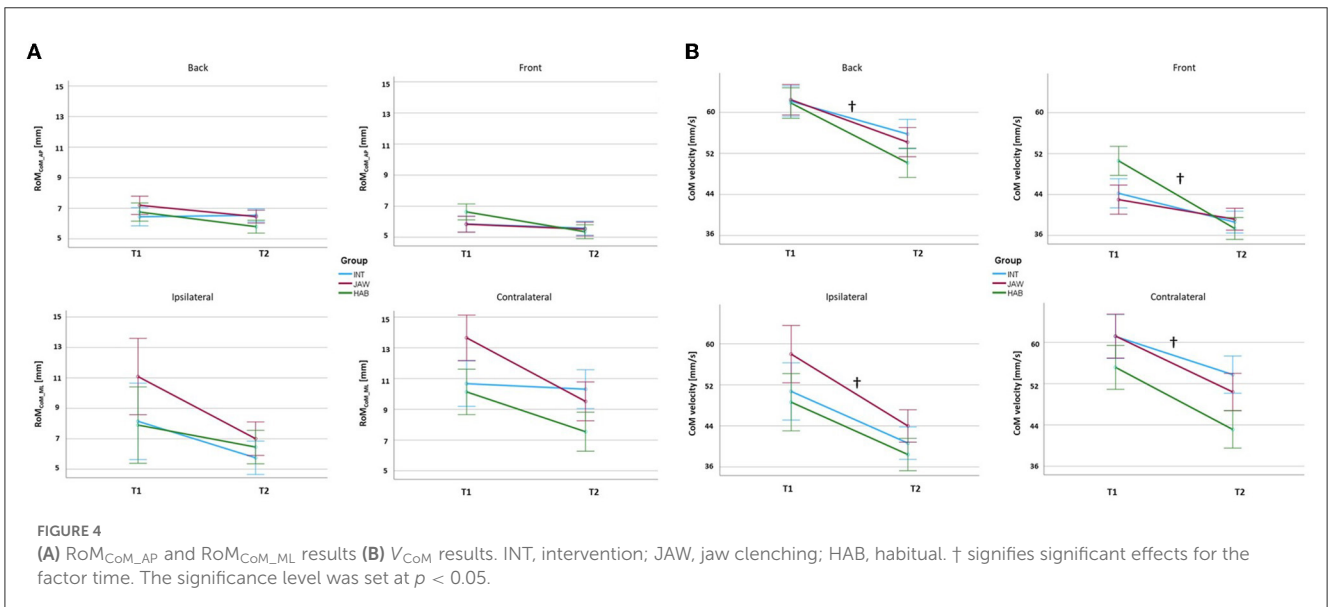 A
Back
RoM_CoM_AP [mm]
15
13
11
9
7
5
T1 T2
Front
RoM_CoM_AP [mm]
15
13
11
9
7
5
T1 T2
Group
INT
JAW
HAB
Ipsilateral
RoM_CoM_ML [mm]
15
13
11
9
7
5
T1 T2
Contralateral
RoM_CoM_ML [mm]
15
13
11
9
7
5
T1 T2
B
Back
CoM velocity [mm/s]
60
52
44
36
†
T1 T2
Front
CoM velocity [mm/s]
60
52
44
36
†
T1 T2
Group
INT
JAW
HAB
Ipsilateral
CoM velocity [mm/s]
60
52
44
36
†
T1 T2
Contralateral
CoM velocity [mm/s]
60
52
44
36
†
T1 T2
FIGURE 4
(A) RoM_CoM_AP and RoM_CoM_ML results (B) V_CoM results. INT, intervention; JAW, jaw clenching; HAB, habitual. † signifies significant effects for the
factor time. The significance level was set at p < 0.05.